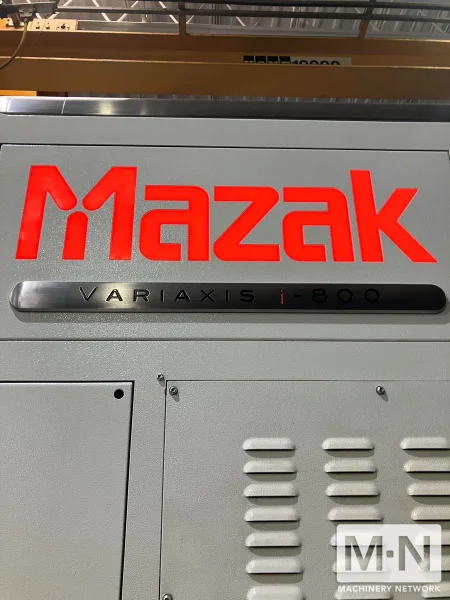 Mazak
VARIAXIS i-800
M·N
MACHINERY NETWORK